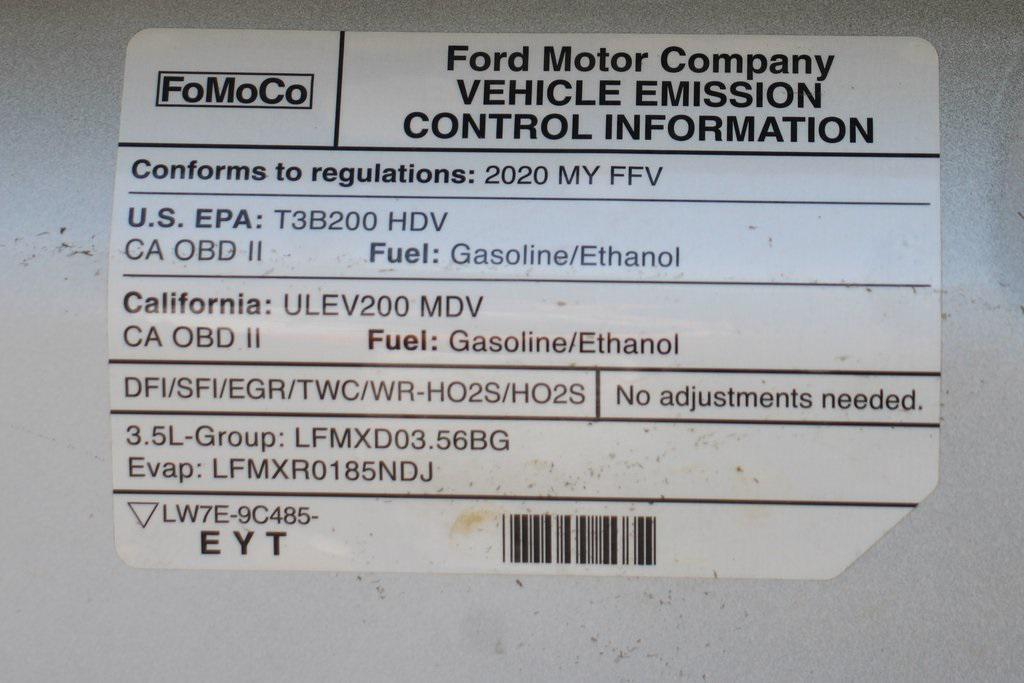 FoMoCo
Ford Motor Company
VEHICLE EMISSION
CONTROL INFORMATION
Conforms to regulations: 2020 MY FFV
U.S. EPA: T3B200 HDV
CA OBD II Fuel: Gasoline/Ethanol
California: ULEV200 MDV
CA OBD II Fuel: Gasoline/Ethanol
DFI/SFI/EGR/TWC/WR-HO2S/HO2S No adjustments needed.
3.5L-Group: LFMXD03.56BG
Evap: LFMXR0185NDJ
LW7E-9C485-
EYT